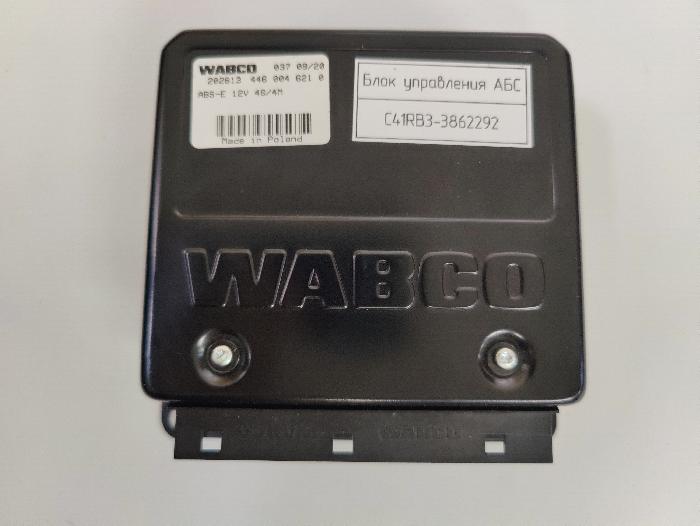 WABCO 037 09/20
202613 446 004 621 0
ABS-E 12V 4S/4M
Made in Poland
Блок управления АБС
С41RB3-3862292
WABCO